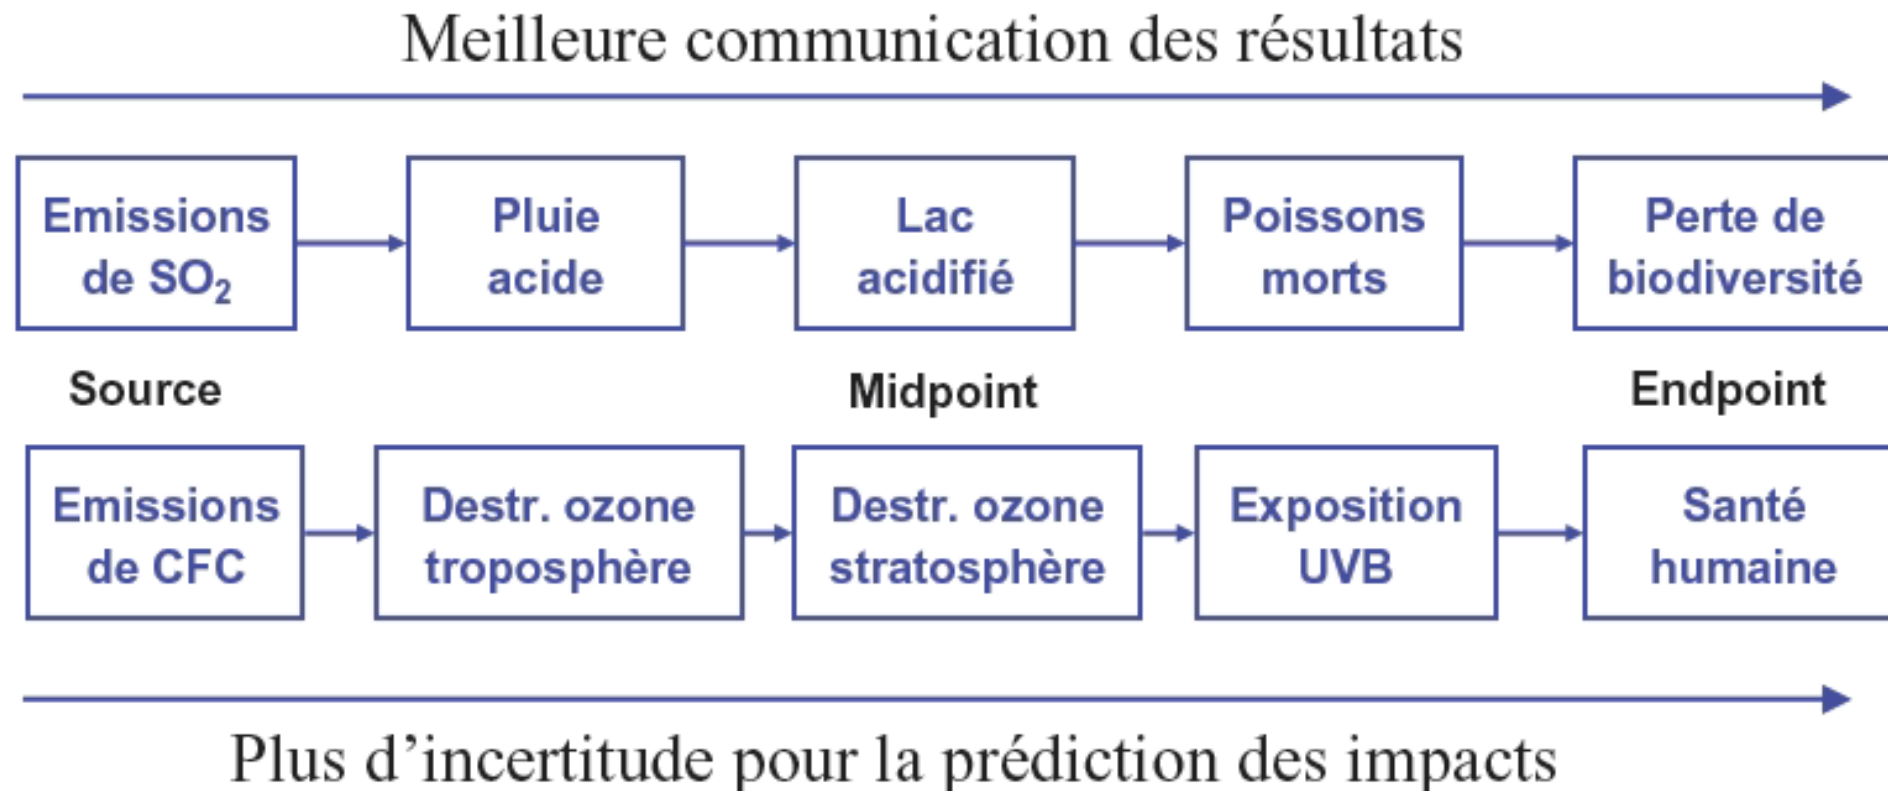 Meilleure communication des résultats
Emissions
de SO₂
Pluie
acide
Lac
acidifié
Poissons
morts
Perte de
biodiversité
Source
Midpoint
Endpoint
Emissions
de CFC
Destr. ozone
troposphère
Destr. ozone
stratosphère
Exposition
UVB
Santé
humaine
Plus d’incertitude pour la prédiction des impacts